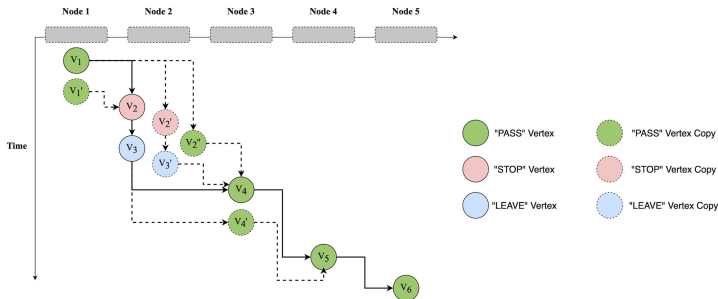 Node 1 Node 2 Node 3 Node 4 Node 5
Time
V1
V1'
V2
V2'
V2''
V3
V3'
V4
V4'
V5
V6
"PASS" Vertex "PASS" Vertex Copy
"STOP" Vertex "STOP" Vertex Copy
"LEAVE" Vertex "LEAVE" Vertex Copy